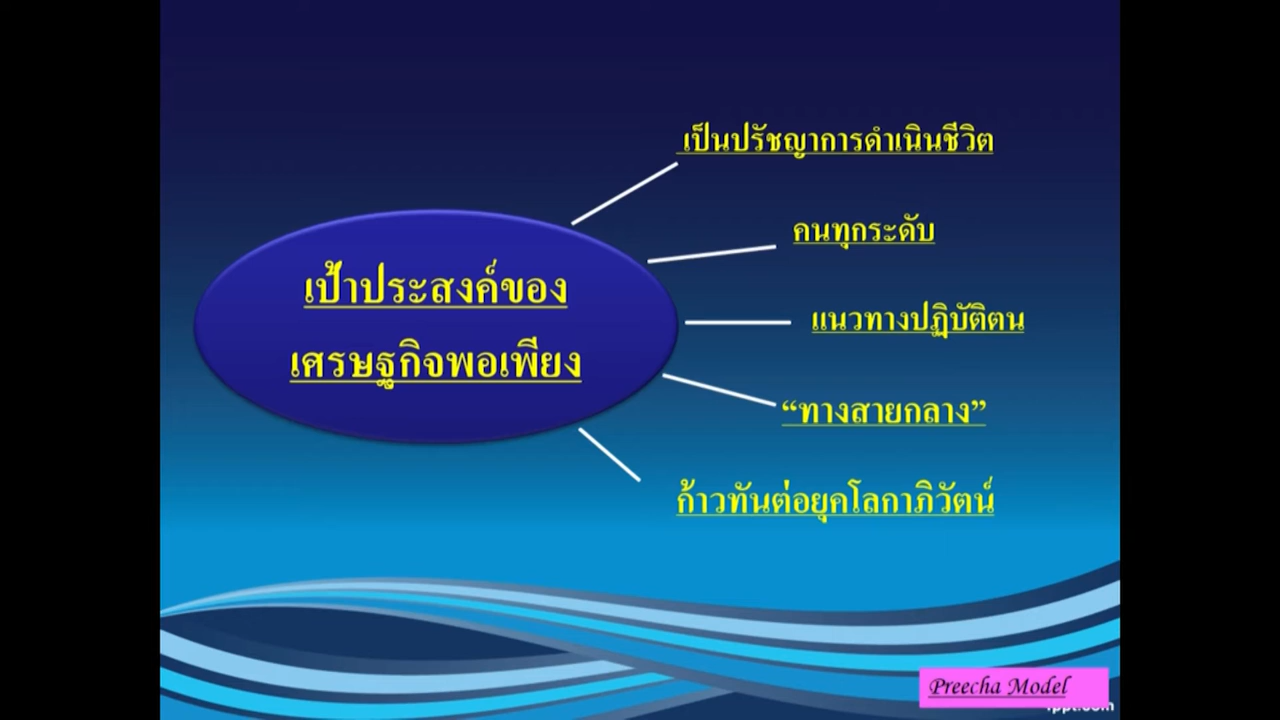 เป้าประสงค์ของ
เศรษฐกิจพอเพียง
เป็นปรัชญาการดำเนินชีวิต
คนทุกระดับ
แนวทางปฏิบัติตน
“ทางสายกลาง”
ก้าวทันต่อยุคโลกาภิวัตน์
Preecha Model
fppt.com